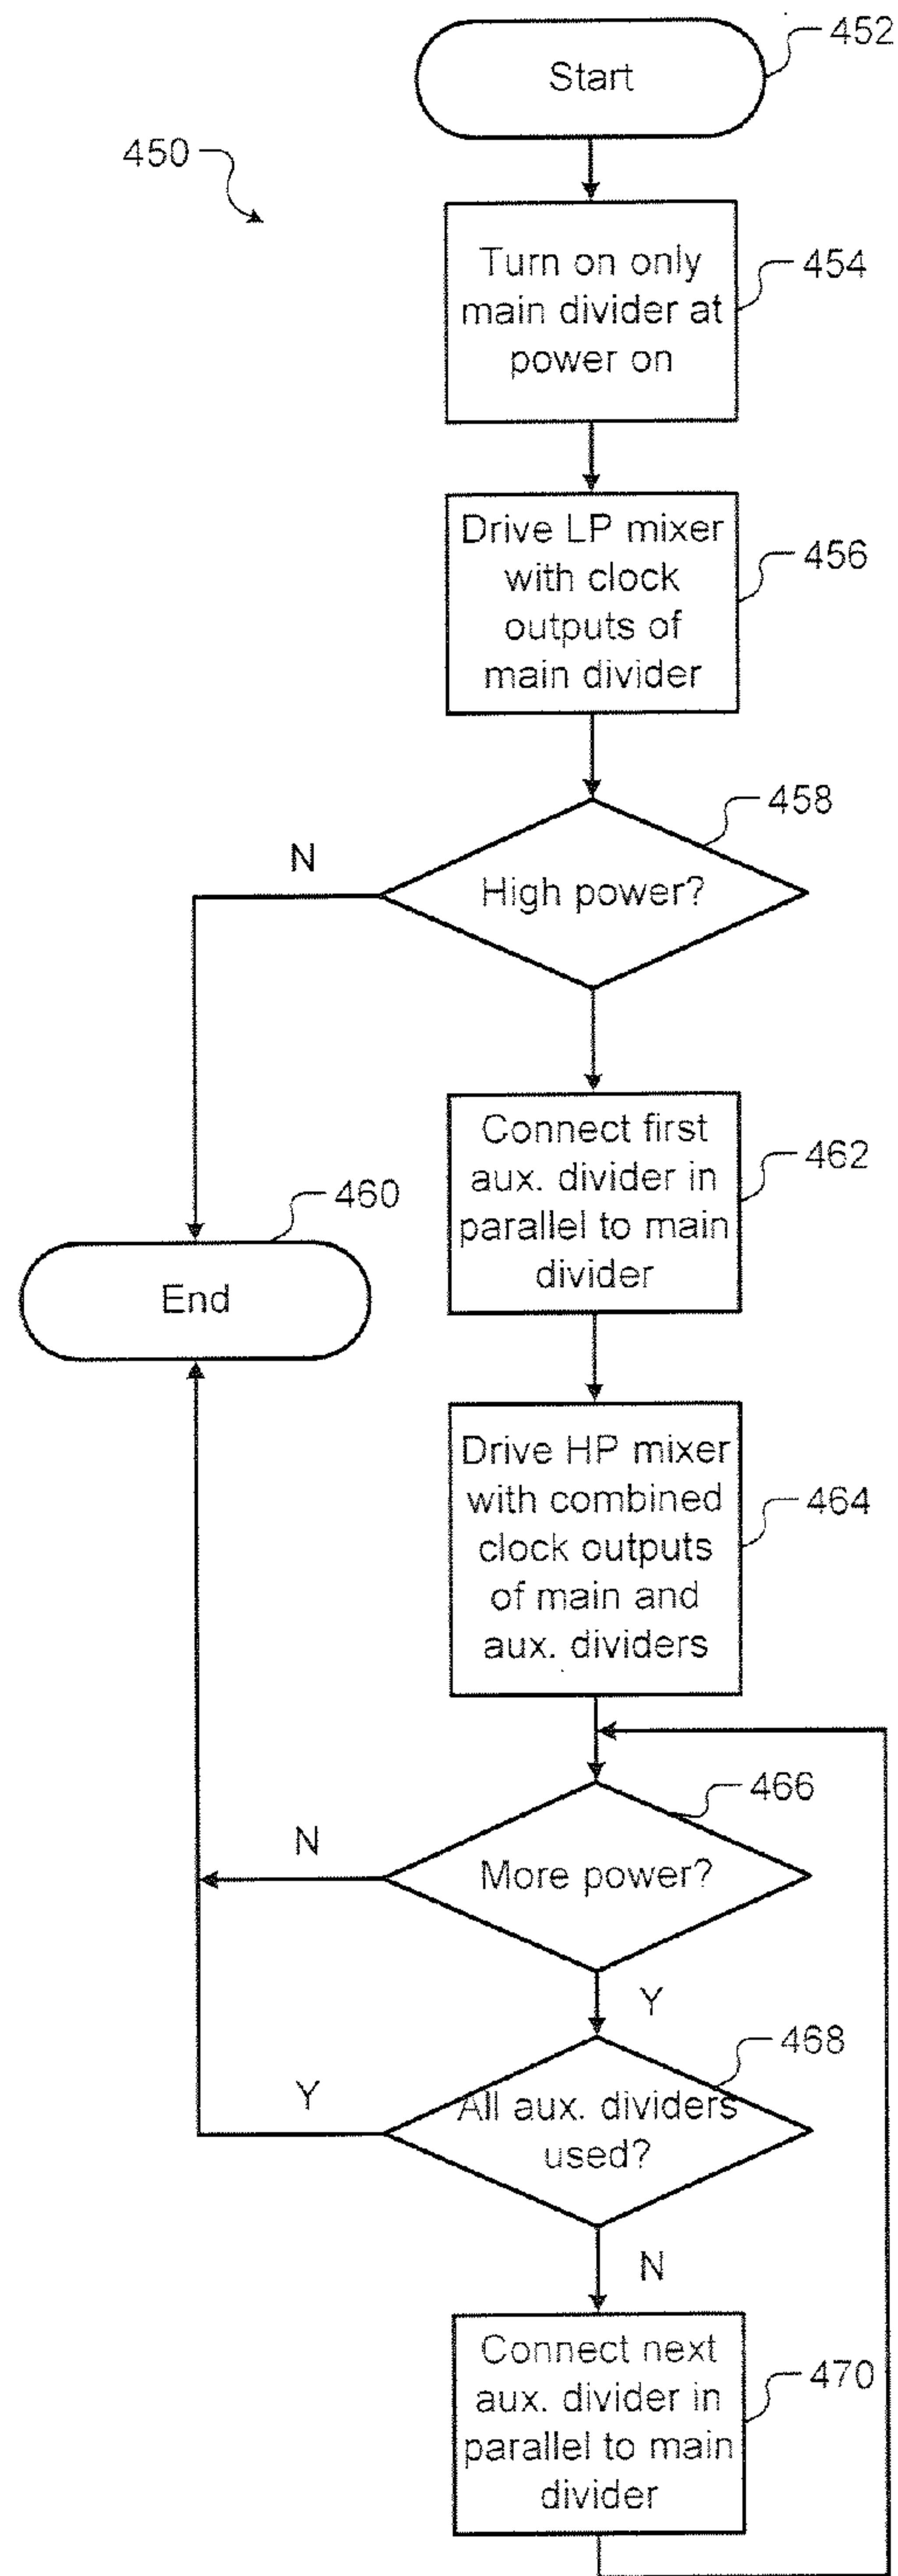 Start
452
450
Turn on only
main divider at
power on
454
Drive LP mixer
with clock
outputs of
main divider
456
458
High power?
N
Connect first
aux. divider in
parallel to main
divider
462
460
End
Drive HP mixer
with combined
clock outputs
of main and
aux. dividers
464
466
More power?
N
Y
468
All aux. dividers
used?
Y
N
Connect next
aux. divider in
parallel to main
divider
470